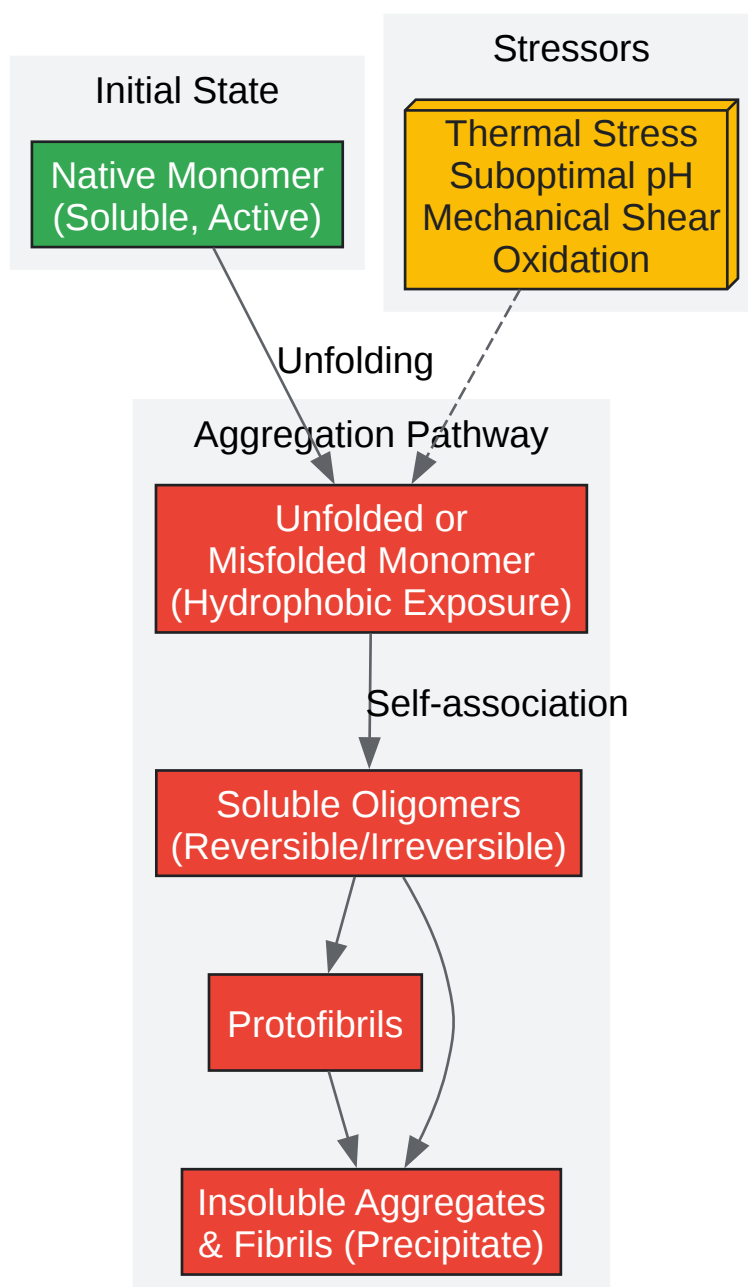 Stressors
Initial State
Thermal Stress
Suboptimal pH
Mechanical Shear
Oxidation
Native Monomer
(Soluble, Active)
Unfolding
Aggregation Pathway
Unfolded or
Misfolded Monomer
(Hydrophobic Exposure)
Self-association
Soluble Oligomers
(Reversible/Irreversible)
Protofibrils
Insoluble Aggregates
& Fibrils (Precipitate)